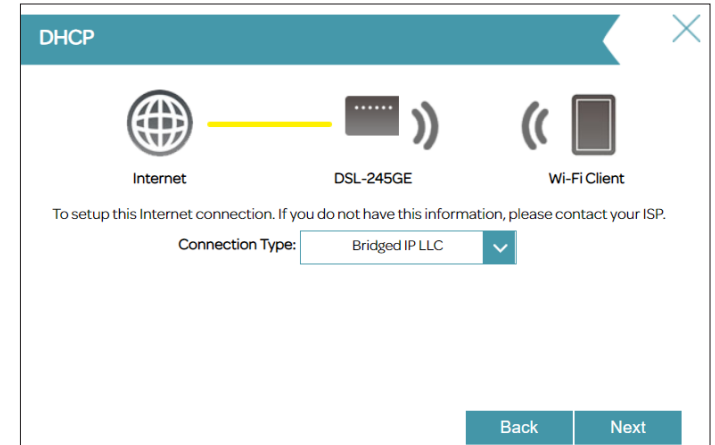 DHCP
Internet
DSL-245GE
Wi-Fi Client
To setup this Internet connection. If you do not have this information, please contact your ISP.
Connection Type:
Bridged IP LLC
Back
Next